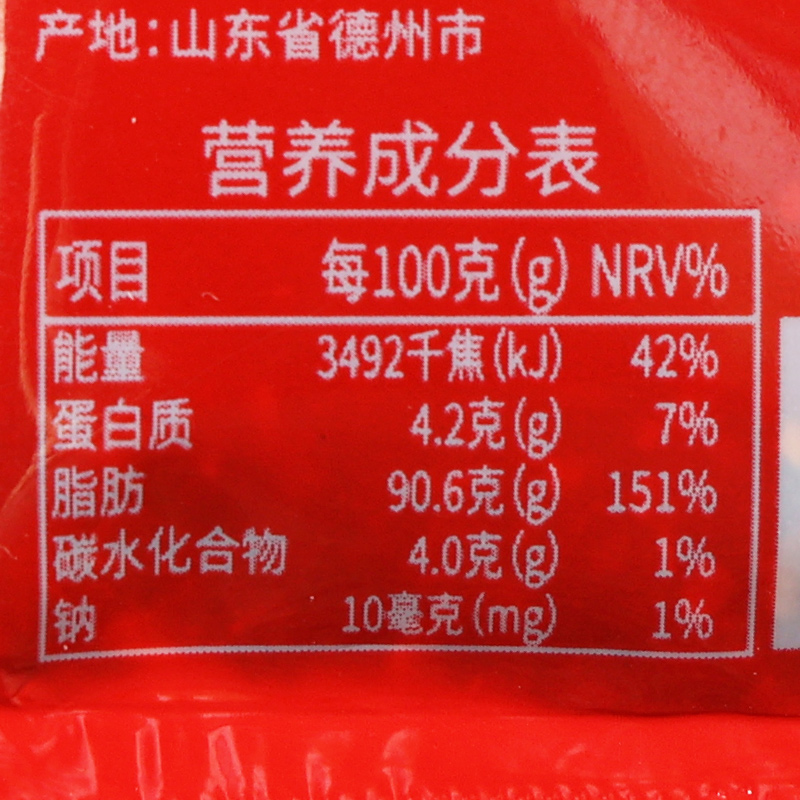 产地:山东省德州市
营养成分表
项目 每100克(g) NRV%
能量 3492千焦(kJ) 42%
蛋白质 4.2克(g) 7%
脂肪 90.6克(g) 151%
碳水化合物 4.0克(g) 1%
钠 10毫克(mg) 1%